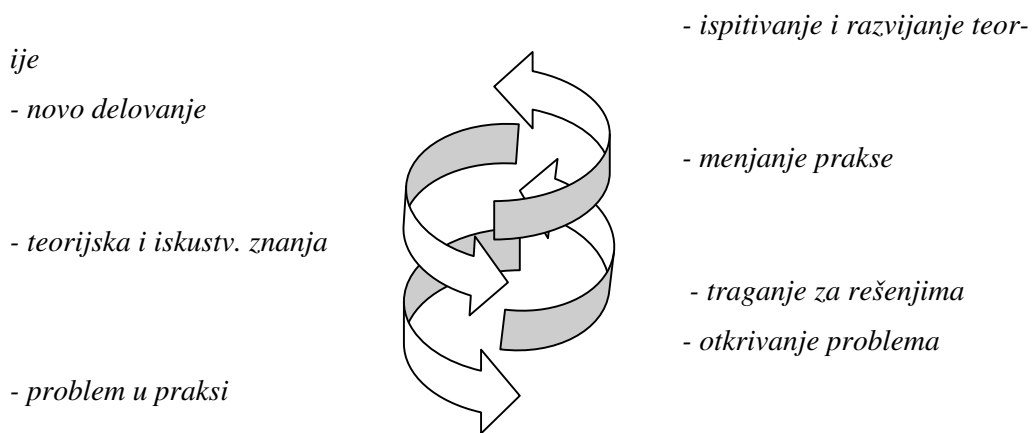 - ispitivanje i razvijanje teor-
ije
- novo delovanje
- menjanje prakse
- teorijska i iskustv. znanja
- traganje za rešenjima
- otkrivanje problema
- problem u praksi